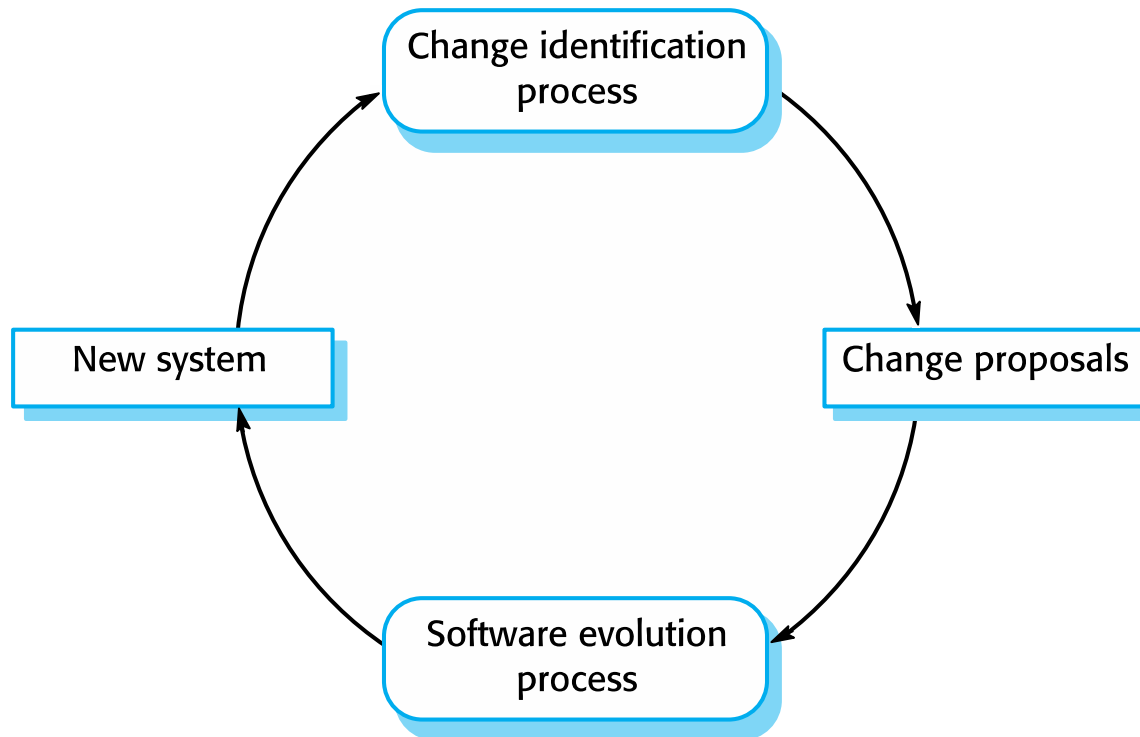 Change identification
process
New system
Change proposals
Software evolution
process